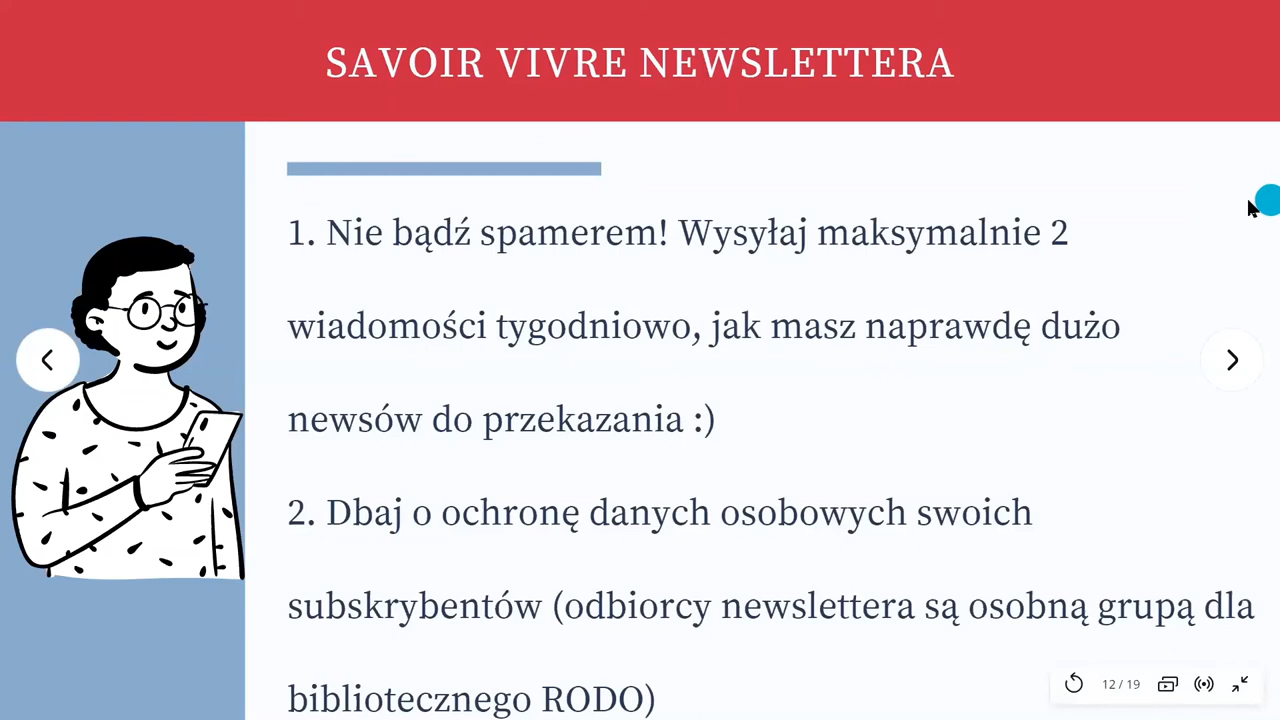 SAVOIR VIVRE NEWSLETTERA
1. Nie bądź spamerem! Wysyłaj maksymalnie 2
wiadomości tygodniowo, jak masz naprawdę dużo
newsów do przekazania :)
2. Dbaj o ochronę danych osobowych swoich
subskrybentów (odbiorcy newslettera są osobną grupą dla
bibliotecznego RODO)
12 / 19